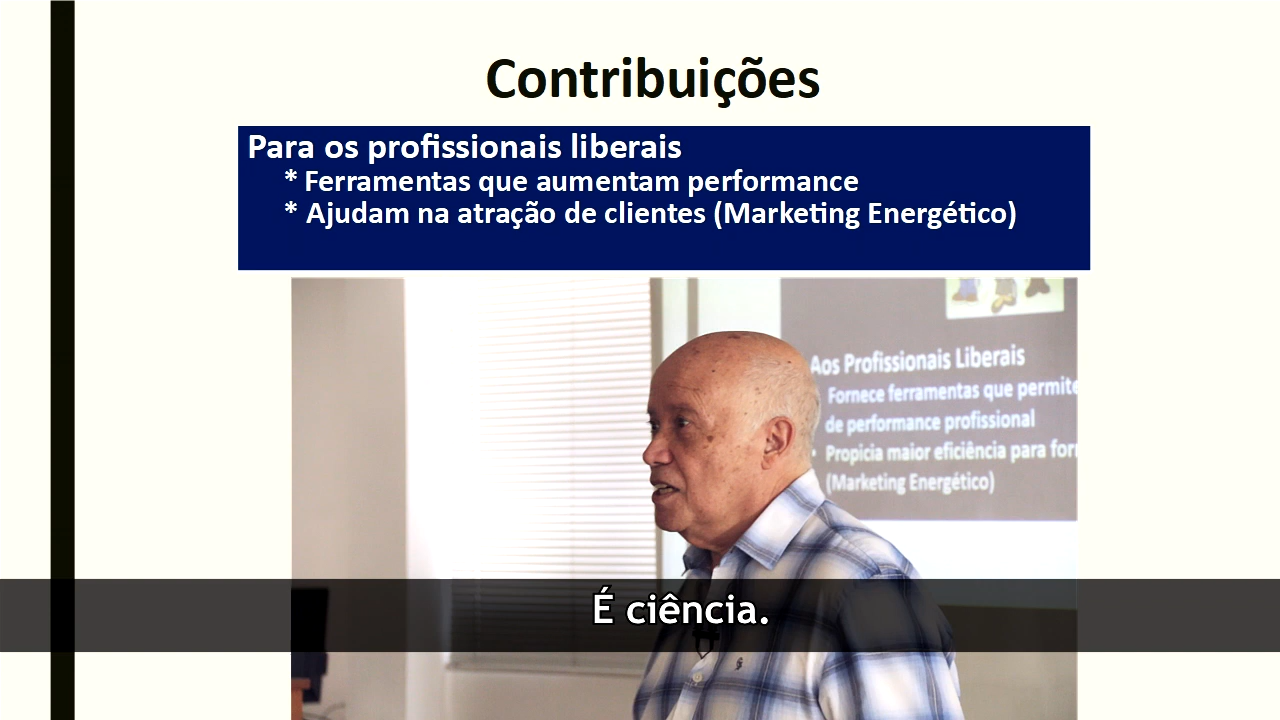 Contribuições
Para os profissionais liberais
* Ferramentas que aumentam performance
* Ajudam na atração de clientes (Marketing Energético)
Aos Profissionais Liberais
Fornece ferramentas que permite
de performance profissional
• Propicia maior eficiência para for
(Marketing Energético)
É ciência.